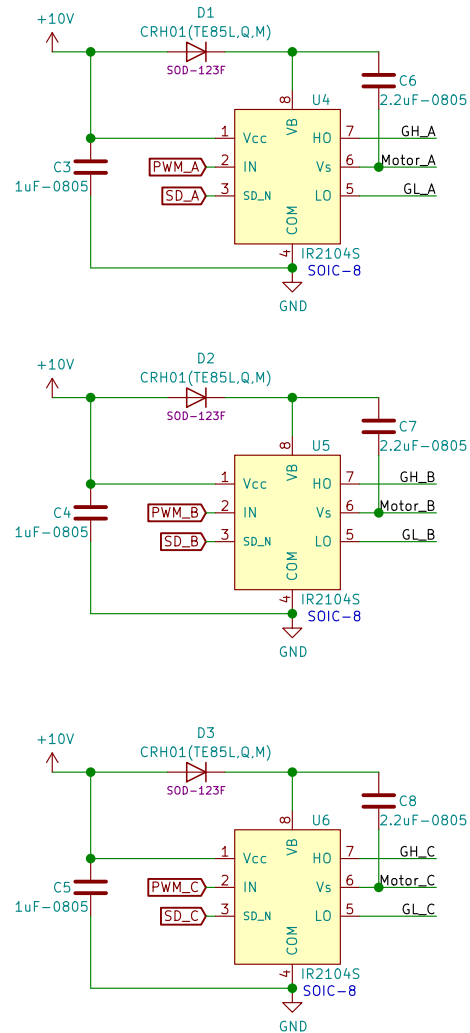 +10V
D1
CRH01(TE85L,Q,M)
SOD-123F
C6
2.2uF-0805
8
U4
VB
1
Vcc
HO
7
GH_A
PWM_A
2
IN
Vs
6
Motor_A
C3
1uF-0805
SD_A
3
SD_N
LO
5
GL_A
COM
4
IR2104S
SOIC-8
GND
+10V
D2
CRH01(TE85L,Q,M)
SOD-123F
C7
2.2uF-0805
8
U5
VB
1
Vcc
HO
7
GH_B
PWM_B
2
IN
Vs
6
Motor_B
C4
1uF-0805
SD_B
3
SD_N
LO
5
GL_B
COM
4
IR2104S
SOIC-8
GND
+10V
D3
CRH01(TE85L,Q,M)
SOD-123F
C8
2.2uF-0805
8
U6
VB
1
Vcc
HO
7
GH_C
PWM_C
2
IN
Vs
6
Motor_C
C5
1uF-0805
SD_C
3
SD_N
LO
5
GL_C
COM
4
IR2104S
SOIC-8
GND